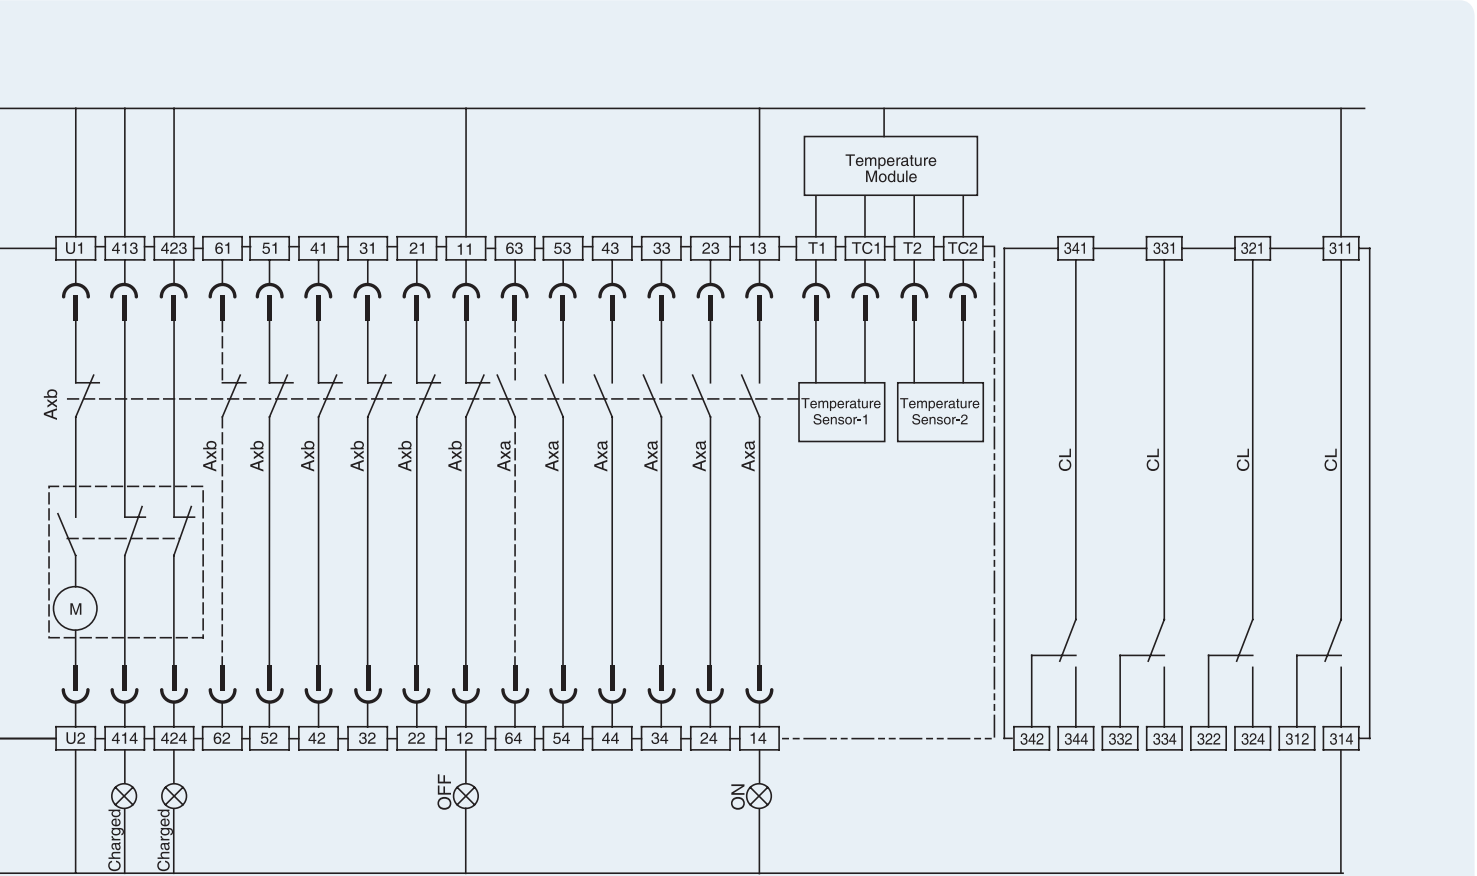 Temperature
Module
U1 413 423 61 51 41 31 21 11 63 53 43 33 23 13 T1 TC1 T2 TC2 341 331 321 311
Axb
Temperature
Sensor-1
Temperature
Sensor-2
Axb Axb Axb Axb Axb Axb Axa Axa Axa Axa Axa Axa CL CL CL CL
M
U2 414 424 62 52 42 32 22 12 64 54 44 34 24 14 342 344 332 334 322 324 312 314
OFF ON
Charged Charged